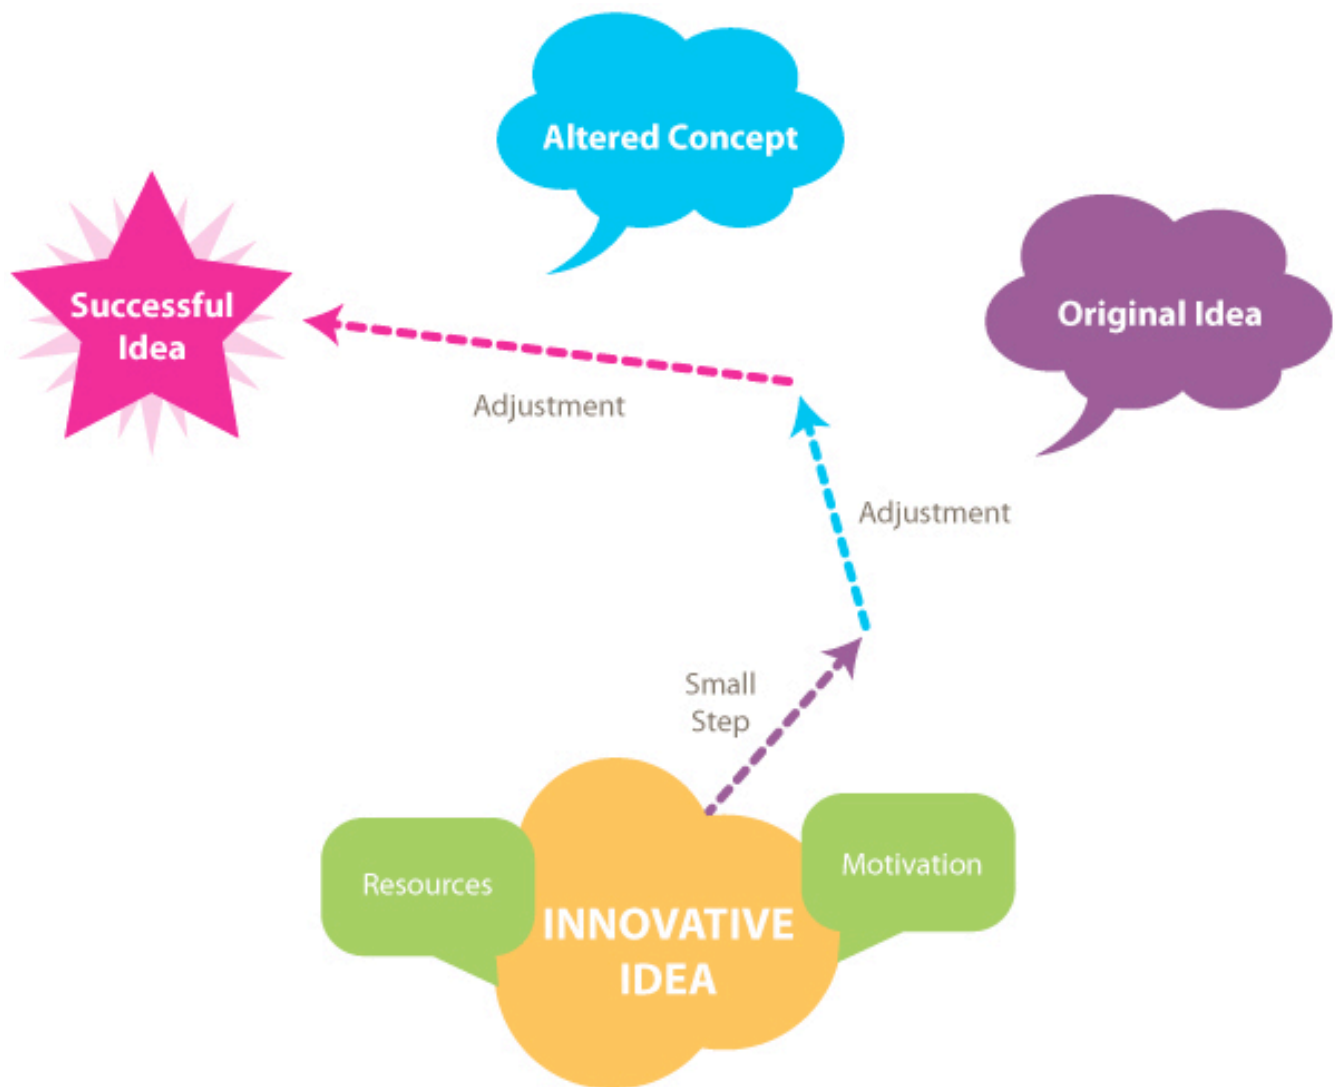 Altered Concept
Successful
Idea
Original Idea
Adjustment
Adjustment
Small
Step
Resources
Motivation
INNOVATIVE
IDEA